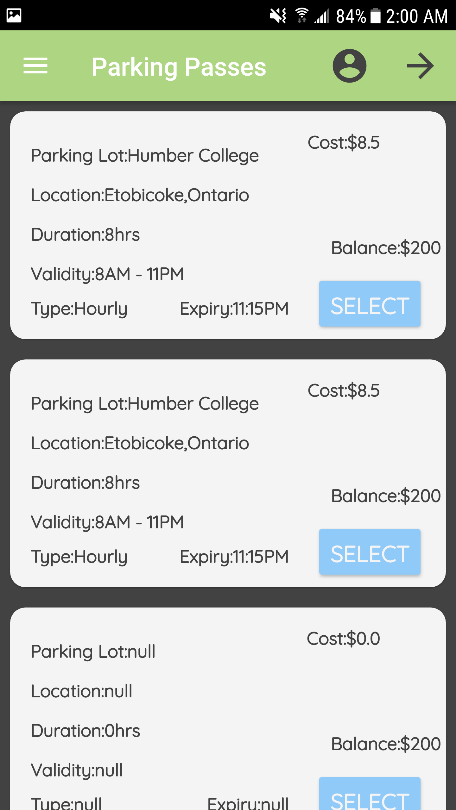 84% 2:00 AM
Parking Passes
Cost:$8.5
Parking Lot:Humber College
Location:Etobicoke,Ontario
Duration:8hrs
Balance:$200
Validity:8AM - 11PM
Type:Hourly Expiry:11:15PM SELECT
Cost:$8.5
Parking Lot:Humber College
Location:Etobicoke,Ontario
Duration:8hrs
Balance:$200
Validity:8AM - 11PM
Type:Hourly Expiry:11:15PM SELECT
Cost:$0.0
Parking Lot:null
Location:null
Duration:0hrs
Balance:$200
Validity:null
Type:null Expiry:null SELECT